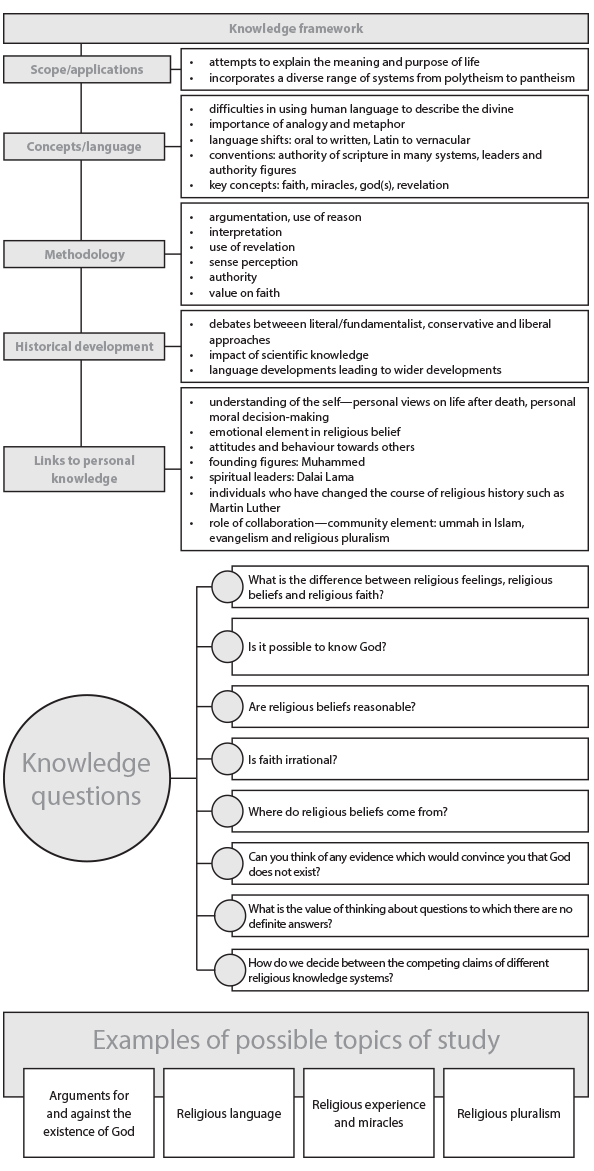 Knowledge framework
Scope/applications
• attempts to explain the meaning and purpose of life
• incorporates a diverse range of systems from polytheism to pantheism
Concepts/language
• difficulties in using human language to describe the divine
• importance of analogy and metaphor
• language shifts: oral to written, Latin to vernacular
• conventions: authority of scripture in many systems, leaders and
authority figures
• key concepts: faith, miracles, god(s), revelation
Methodology
• argumentation, use of reason
• interpretation
• use of revelation
• sense perception
• authority
• value on faith
Historical development
• debates betweeen literal/fundamentalist, conservative and liberal
approaches
• impact of scientific knowledge
• language developments leading to wider developments
Links to personal
knowledge
• understanding of the self—personal views on life after death, personal
moral decision-making
• emotional element in religious belief
• attitudes and behaviour towards others
• founding figures: Muhammed
• spiritual leaders: Dalai Lama
• individuals who have changed the course of religious history such as
Martin Luther
• role of collaboration—community element: ummah in Islam,
evangelism and religious pluralism
Knowledge
questions
What is the difference between religious feelings, religious
beliefs and religious faith?
Is it possible to know God?
Are religious beliefs reasonable?
Is faith irrational?
Where do religious beliefs come from?
Can you think of any evidence which would convince you that God
does not exist?
What is the value of thinking about questions to which there are no
definite answers?
How do we decide between the competing claims of different
religious knowledge systems?
Examples of possible topics of study
Arguments for
and against the
existence of God
Religious language
Religious experience
and miracles
Religious pluralism